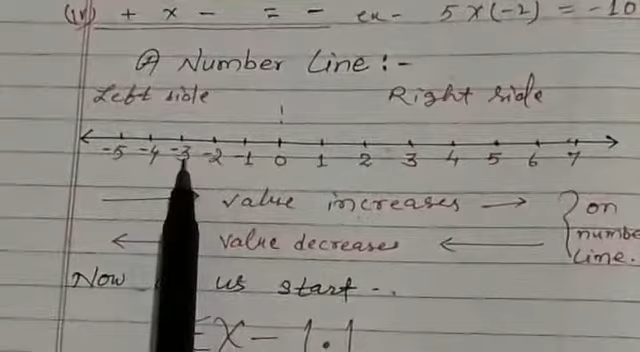 (iv) + x - = - ex- 5 x (-2) = -10
Number Line :-
Left side Right side
-5 -4 -3 -2 -1 0 1 2 3 4 5 6 7
value increases → } on
← value decreases ← number
line.
Now us start -..
EX - 1.1